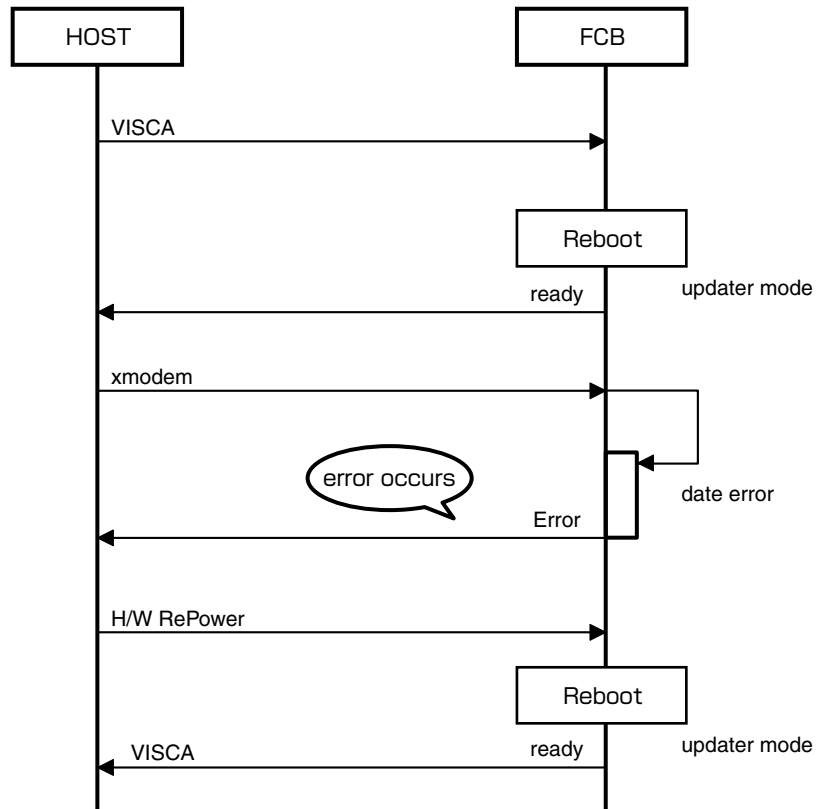 HOST
FCB
VISCA
Reboot
ready
updater mode
xmodem
error occurs
date error
Error
H/W RePower
Reboot
VISCA
ready
updater mode